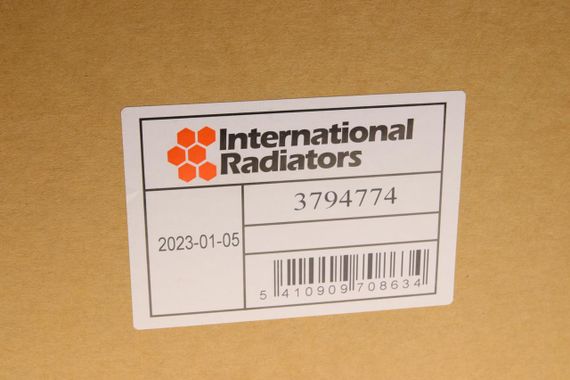 International
Radiators
3794774
2023-01-05
5 410909 708634